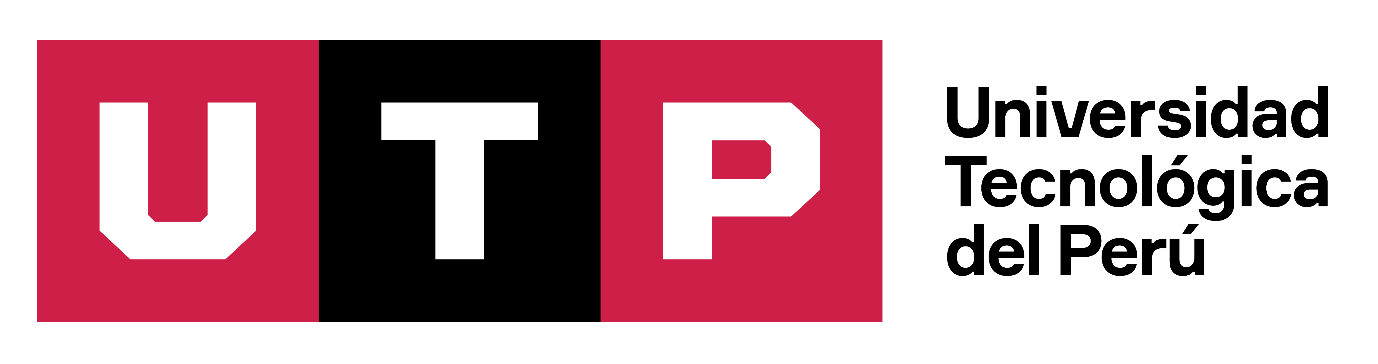 UTP
Universidad
Tecnológica
del Perú